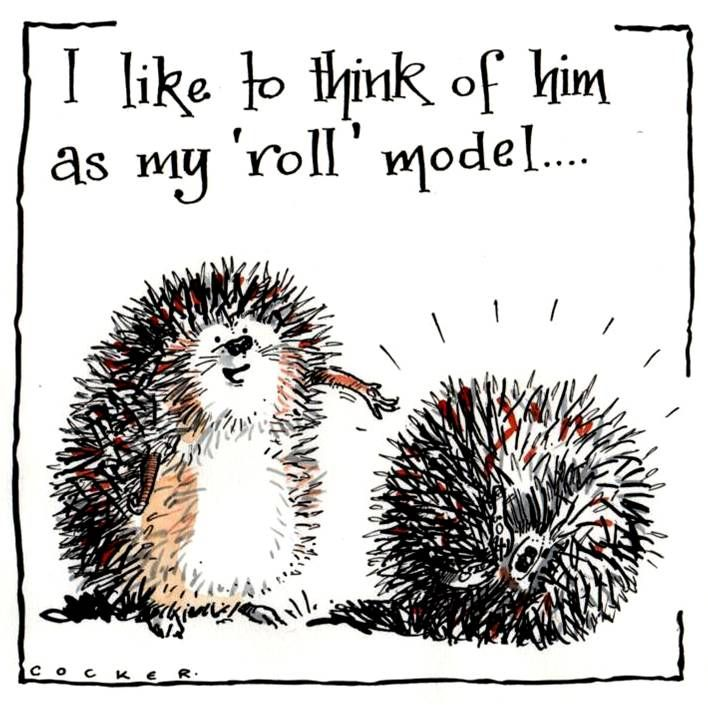 I like to think of him
as my 'roll' model....
COCKER.